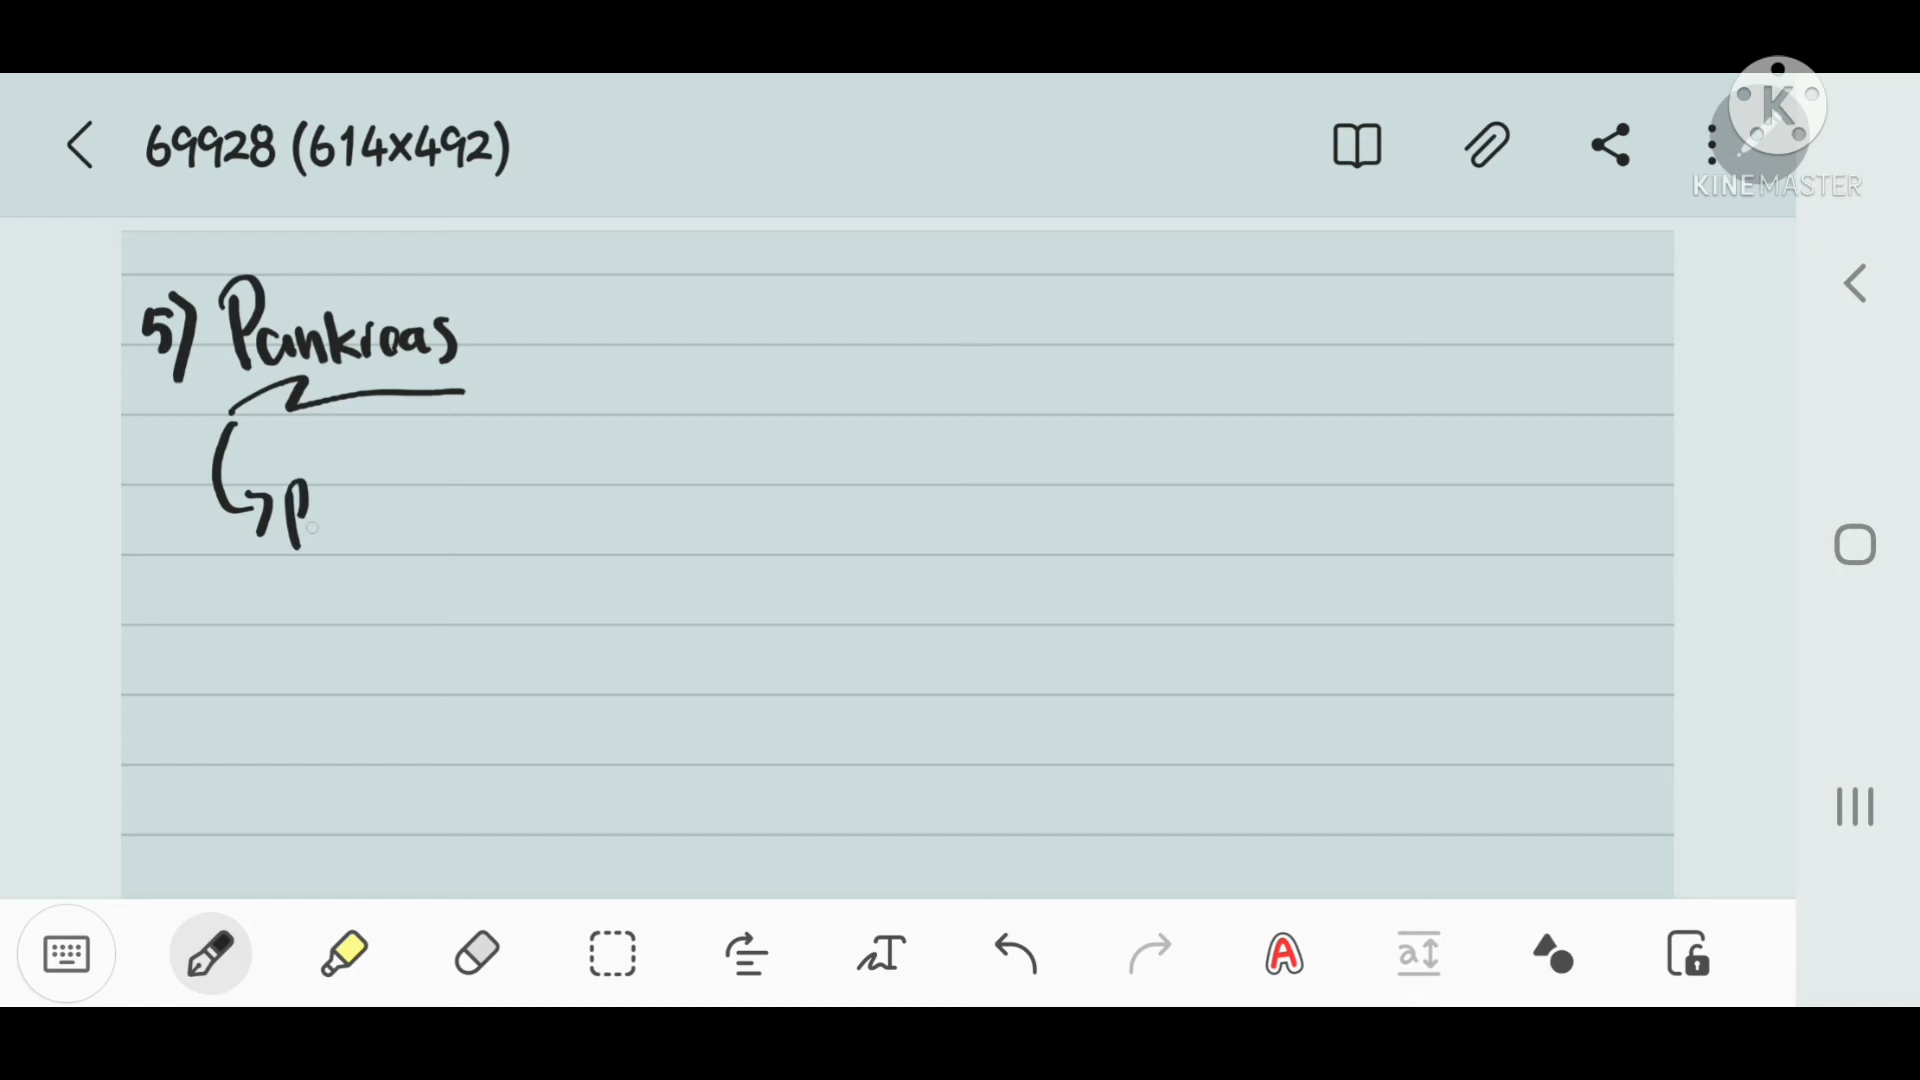 69928 (614x492)
K
KINEMASTER
5) Pankreas
↳ p
A
a